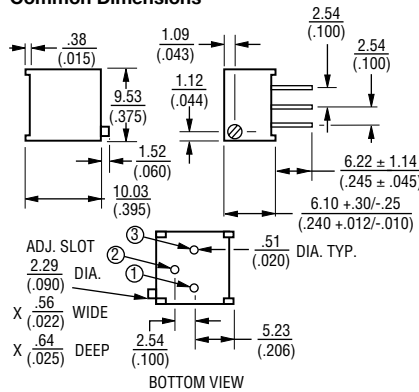 Common Dimensions
.38
(.015)
9.53
(.375)
1.52
(.060)
10.03
(.395)
1.09
(.043)
1.12
(.044)
2.54
(.100)
2.54
(.100)
6.22 ± 1.14
(.245 ± .045)
6.10 +.30/-.25
(.240 +.012/-.010)
ADJ. SLOT
2.29
(.090)
DIA.
X .56
(.022)
WIDE
X .64
(.025)
DEEP
3
2
1
.51
(.020)
DIA. TYP.
2.54
(.100)
5.23
(.206)
BOTTOM VIEW